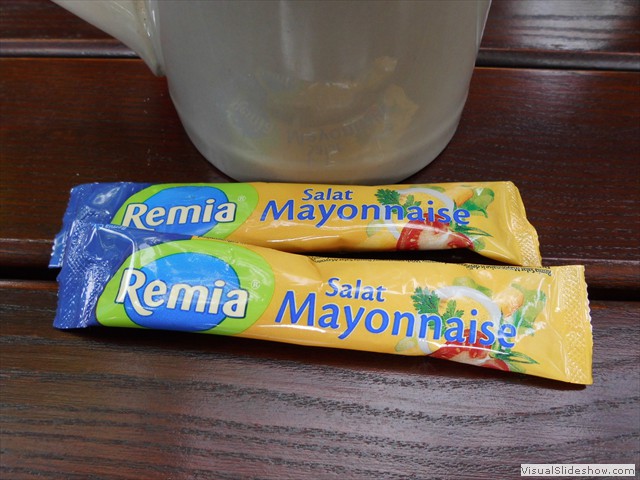 Remia
Salat
Mayonnaise
Remia®
Salat
Mayonnaise
VisualSlideshow.com